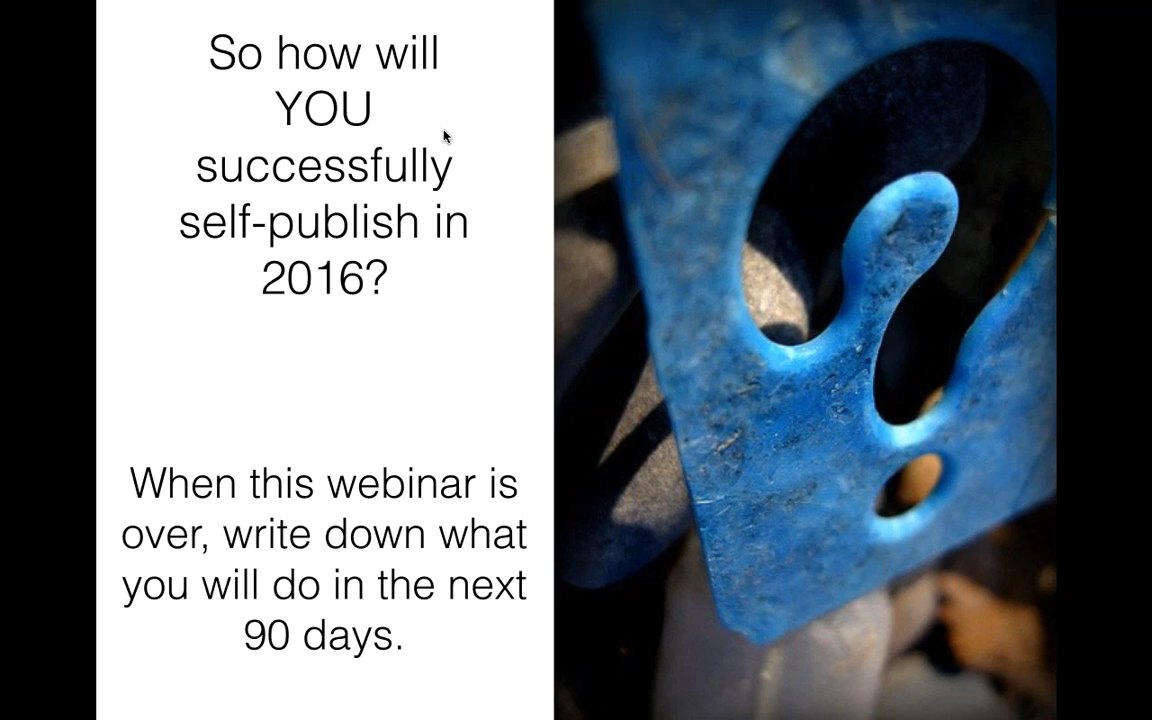 So how will
YOU
successfully
self-publish in
2016?
When this webinar is
over, write down what
you will do in the next
90 days.